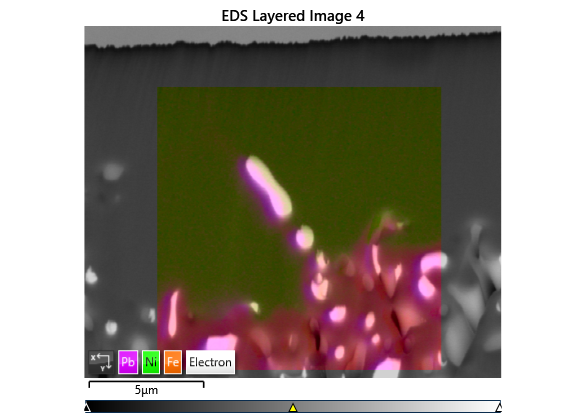 EDS Layered Image 4
x y Pb Ni Fe Electron
5μm